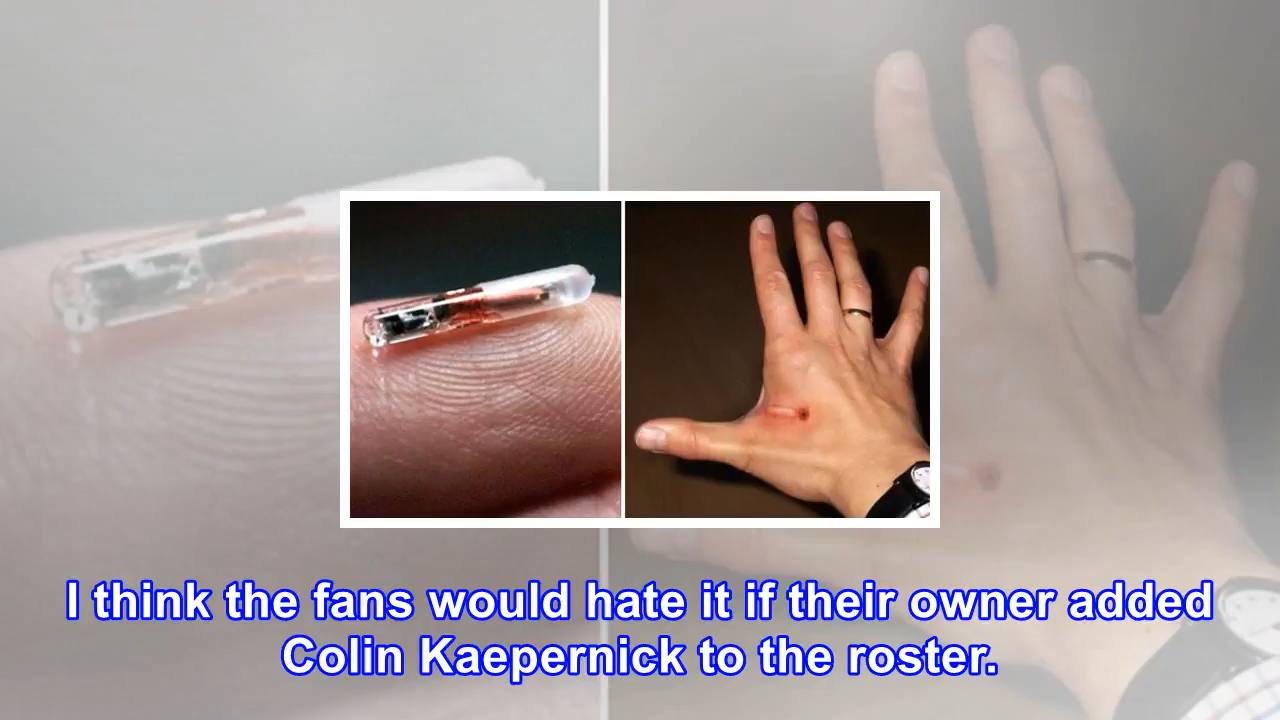 I think the fans would hate it if their owner added
Colin Kaepernick to the roster.